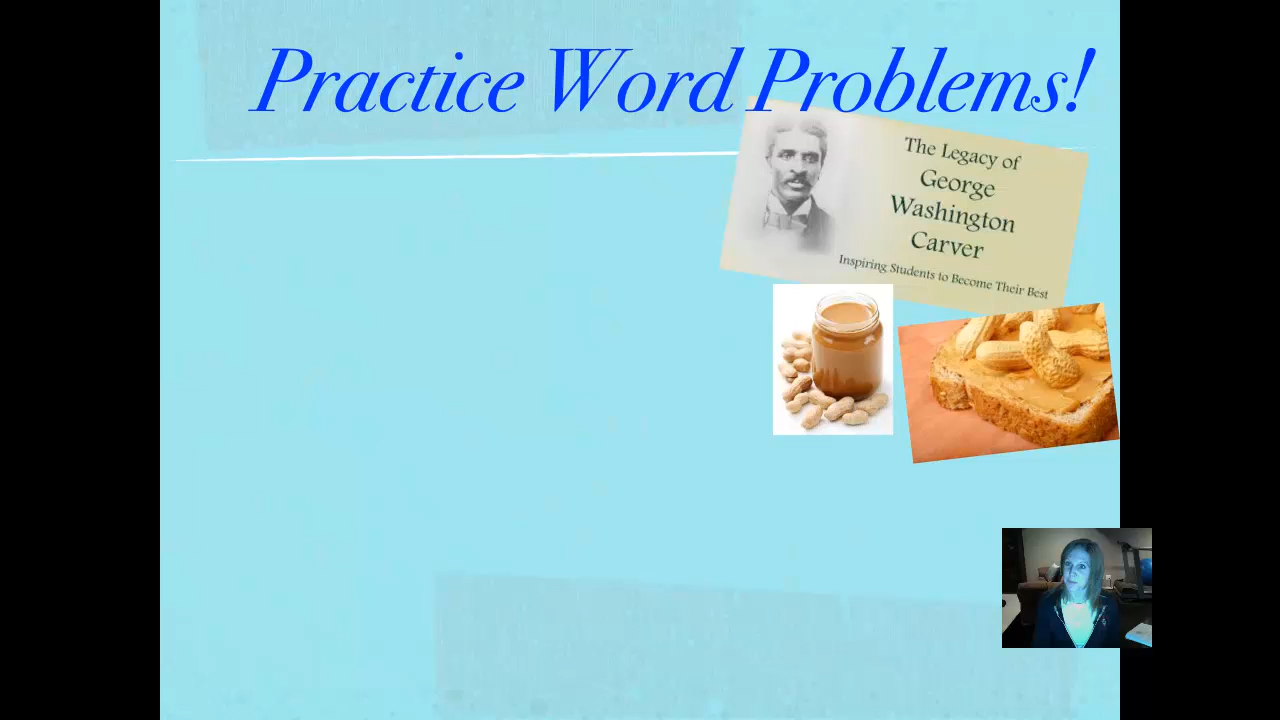 Practice Word Problems!
The Legacy of
George
Washington
Carver
Inspiring Students to Become Their Best